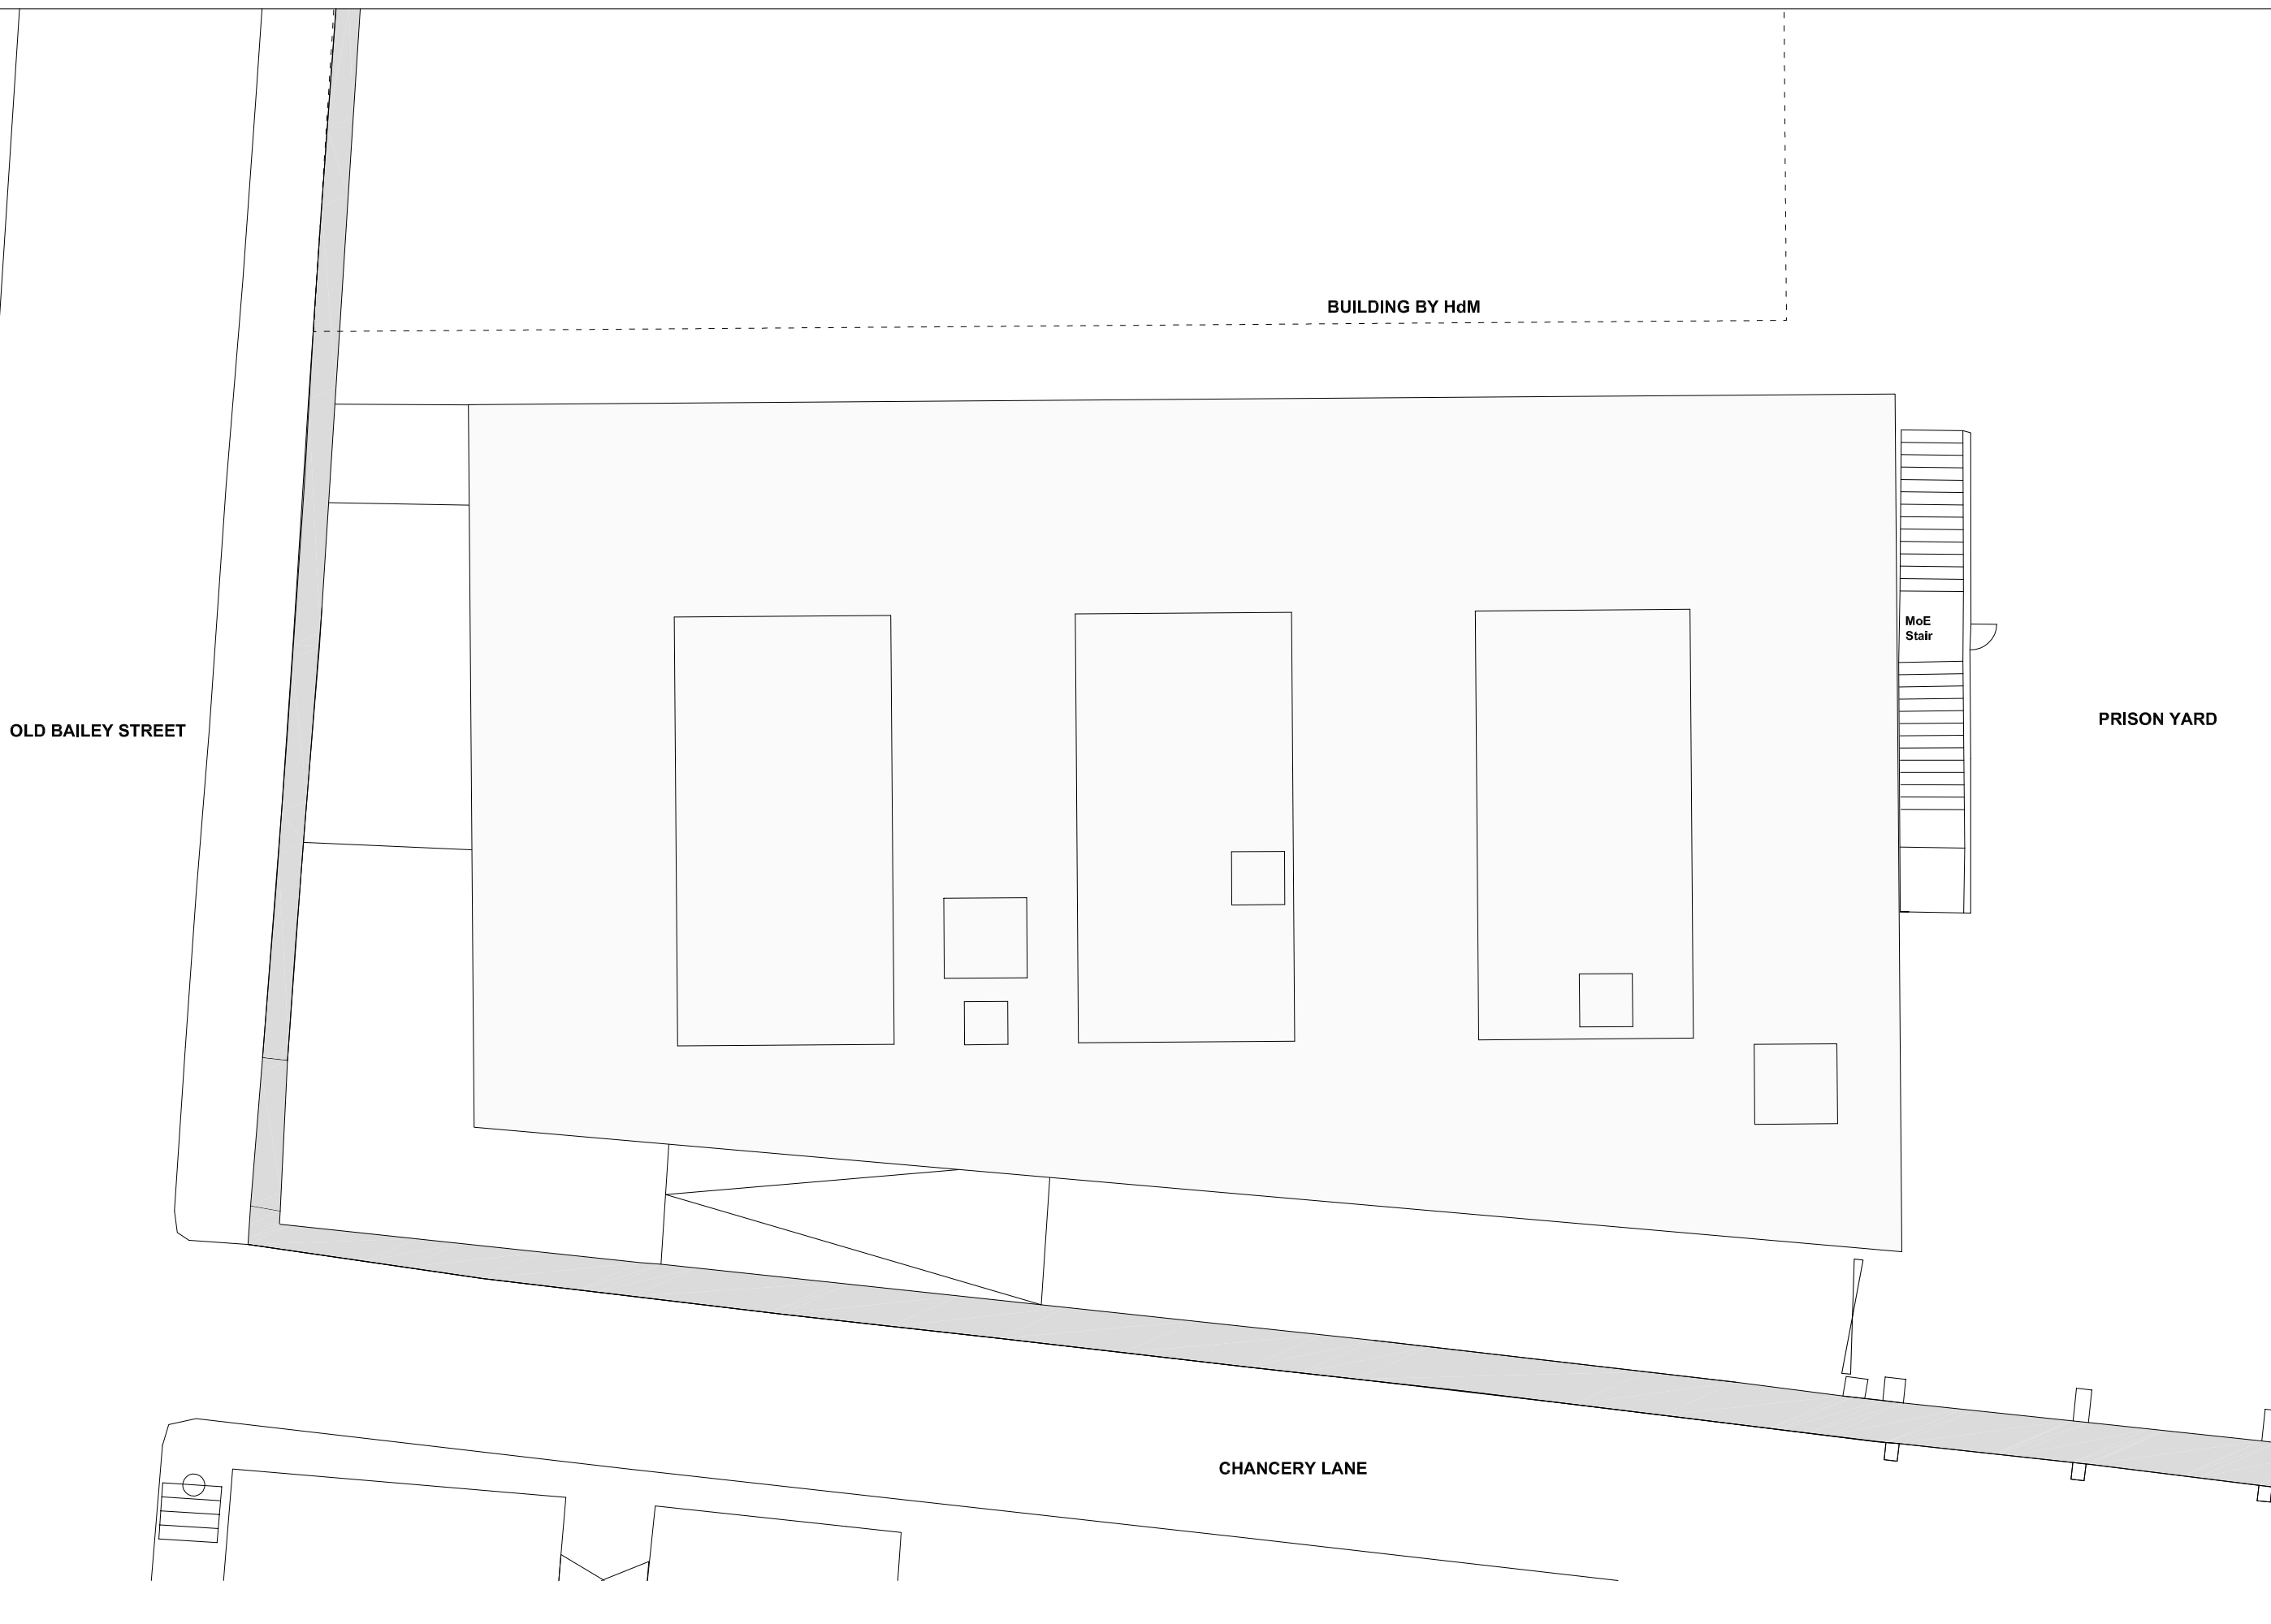 BUILDING BY HdM
MoE
Stair
OLD BAILEY STREET
PRISON YARD
CHANCERY LANE